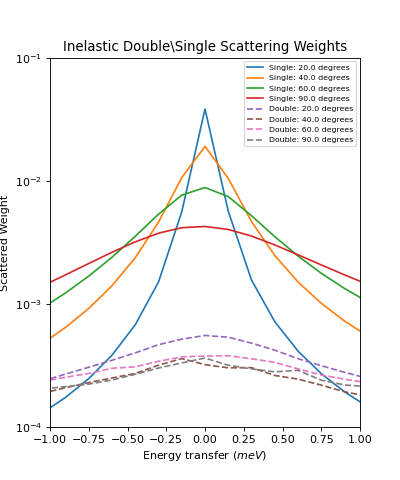 Inelastic Double\Single Scattering Weights
10⁻¹
Single: 20.0 degrees
Single: 40.0 degrees
Single: 60.0 degrees
Single: 90.0 degrees
Double: 20.0 degrees
Double: 40.0 degrees
Double: 60.0 degrees
Double: 90.0 degrees
10⁻²
Scattered Weight
10⁻³
10⁻⁴
−1.00 −0.75 −0.50 −0.25 0.00 0.25 0.50 0.75 1.00
Energy transfer (meV)